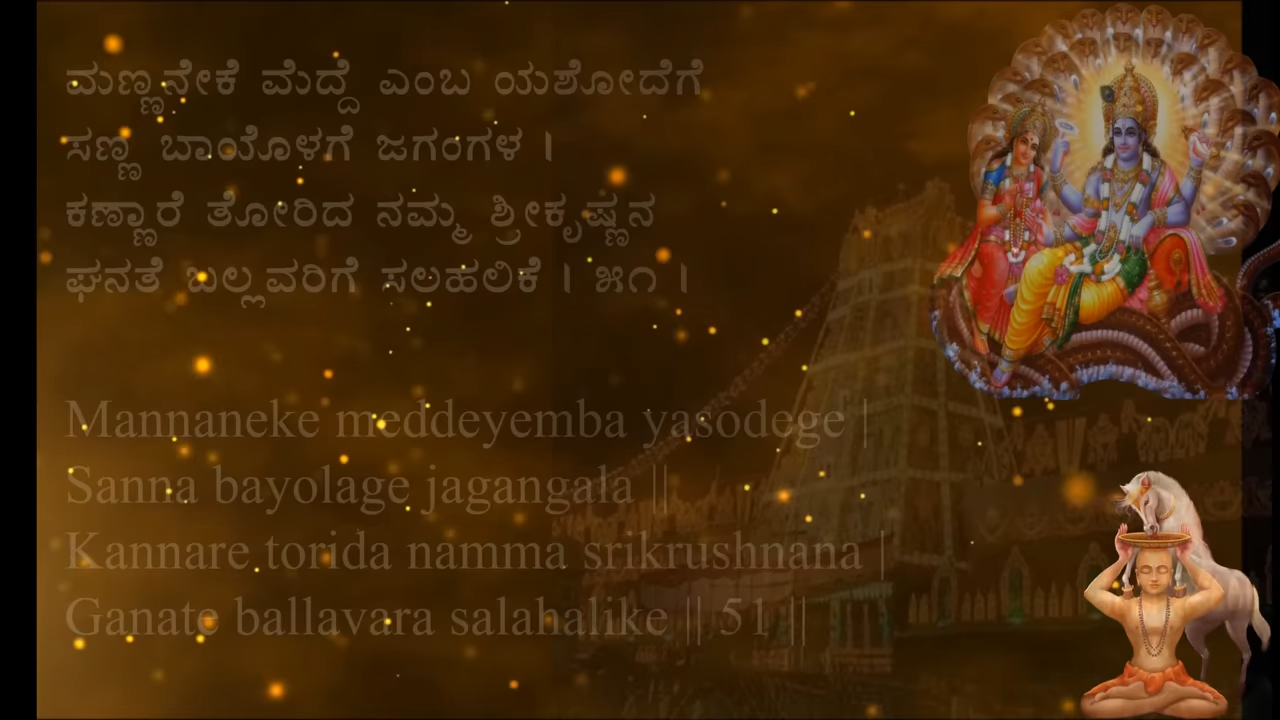 ಮಣ್ಣನೇಕೆ ಮೆದ್ದೆ ಎಂಬ ಯಶೋದೆಗೆ
ಸಣ್ಣ ಬಾಯೊಳಗೆ ಜಗಂಗಳ ।
ಕಣ್ಣಾರೆ ತೋರಿದ ನಮ್ಮ ಶ್ರೀಕೃಷ್ಣನ
ಘನತೆ ಬಲ್ಲವರಿಗೆ ಸಲಹಲಿಕೆ । ೫೧ ।
Mannaneke meddeyemba yasodege |
Sanna bayolage jagangala ||
Kannare torida namma srikrushnana |
Ganate ballavara salahalike || 51 ||